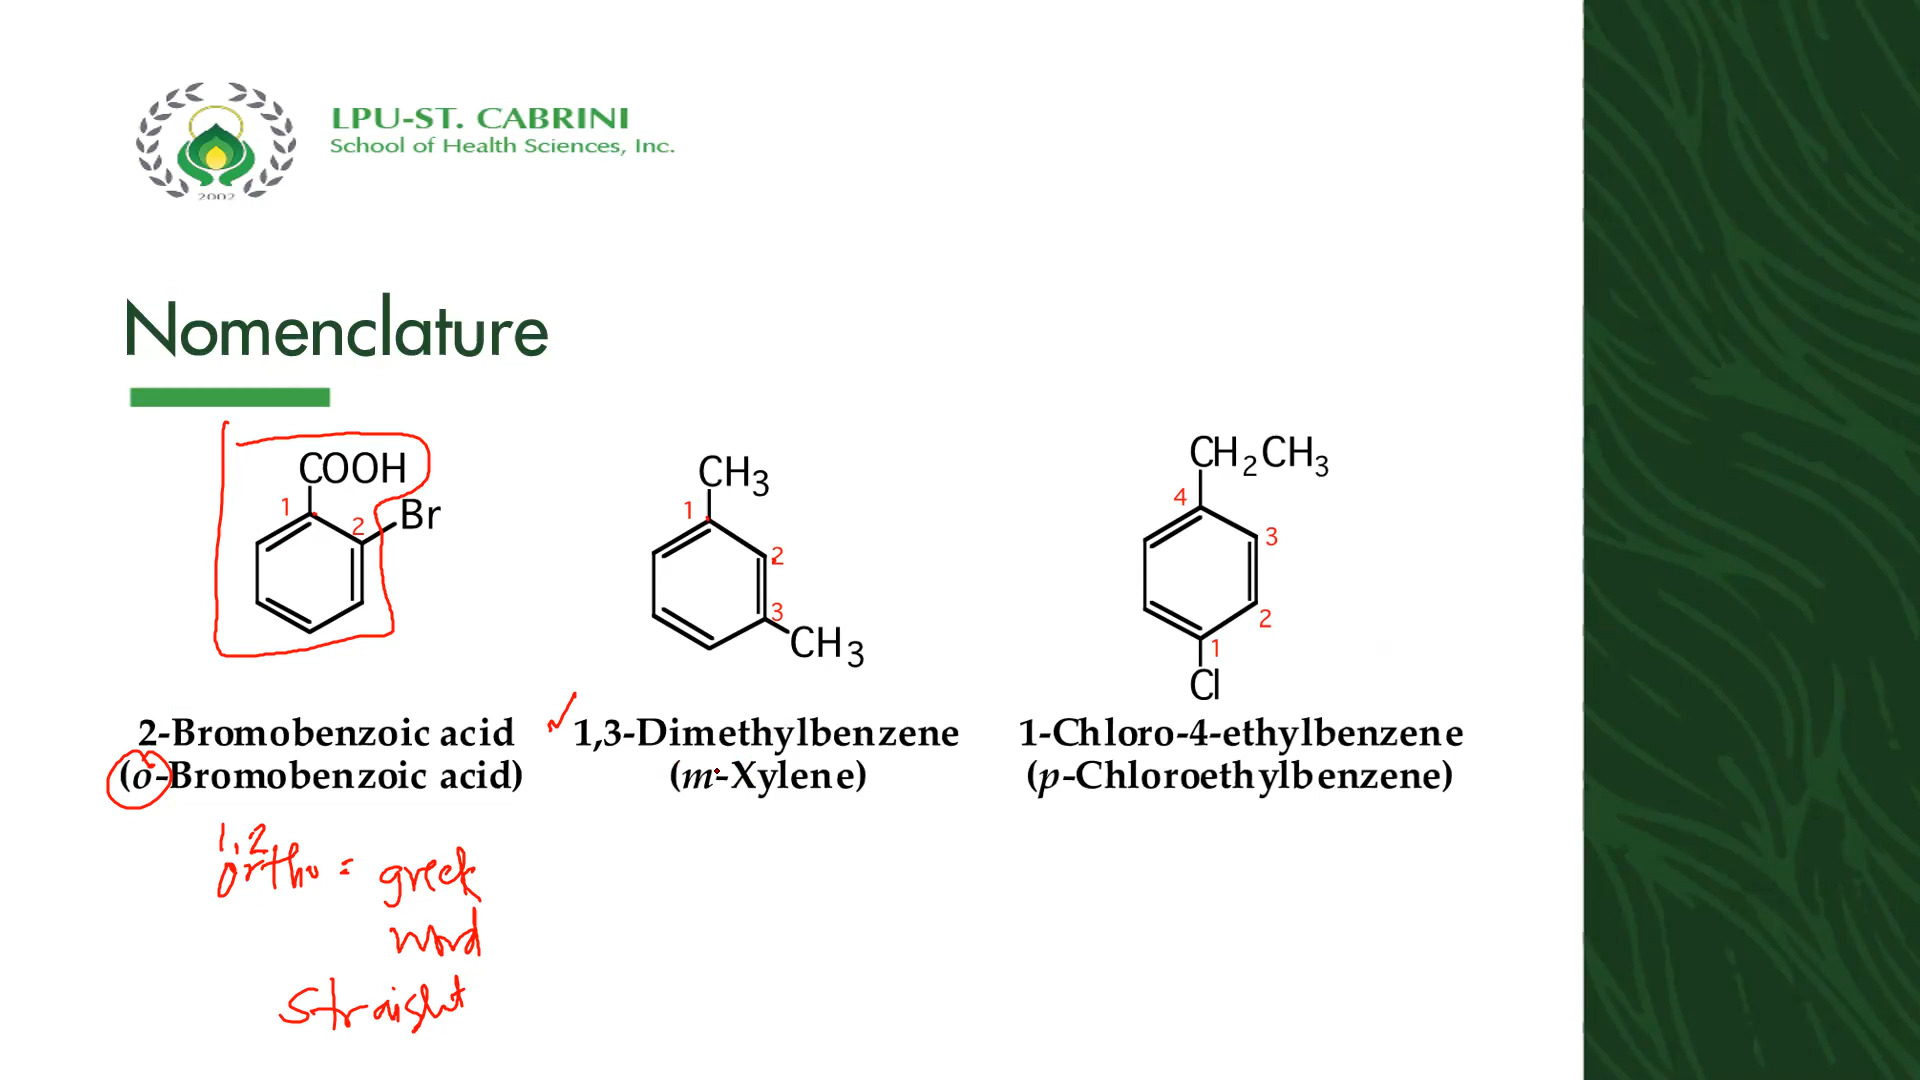 LPU-ST. CABRINI
School of Health Sciences, Inc.
2002
Nomenclature
COOH
1
2
Br
CH3
1
2
3
CH3
CH2CH3
4
3
2
1
Cl
2-Bromobenzoic acid
(o-Bromobenzoic acid)
1,3-Dimethylbenzene
(m-Xylene)
1-Chloro-4-ethylbenzene
(p-Chloroethylbenzene)
1,2
ortho = greek
word
straight